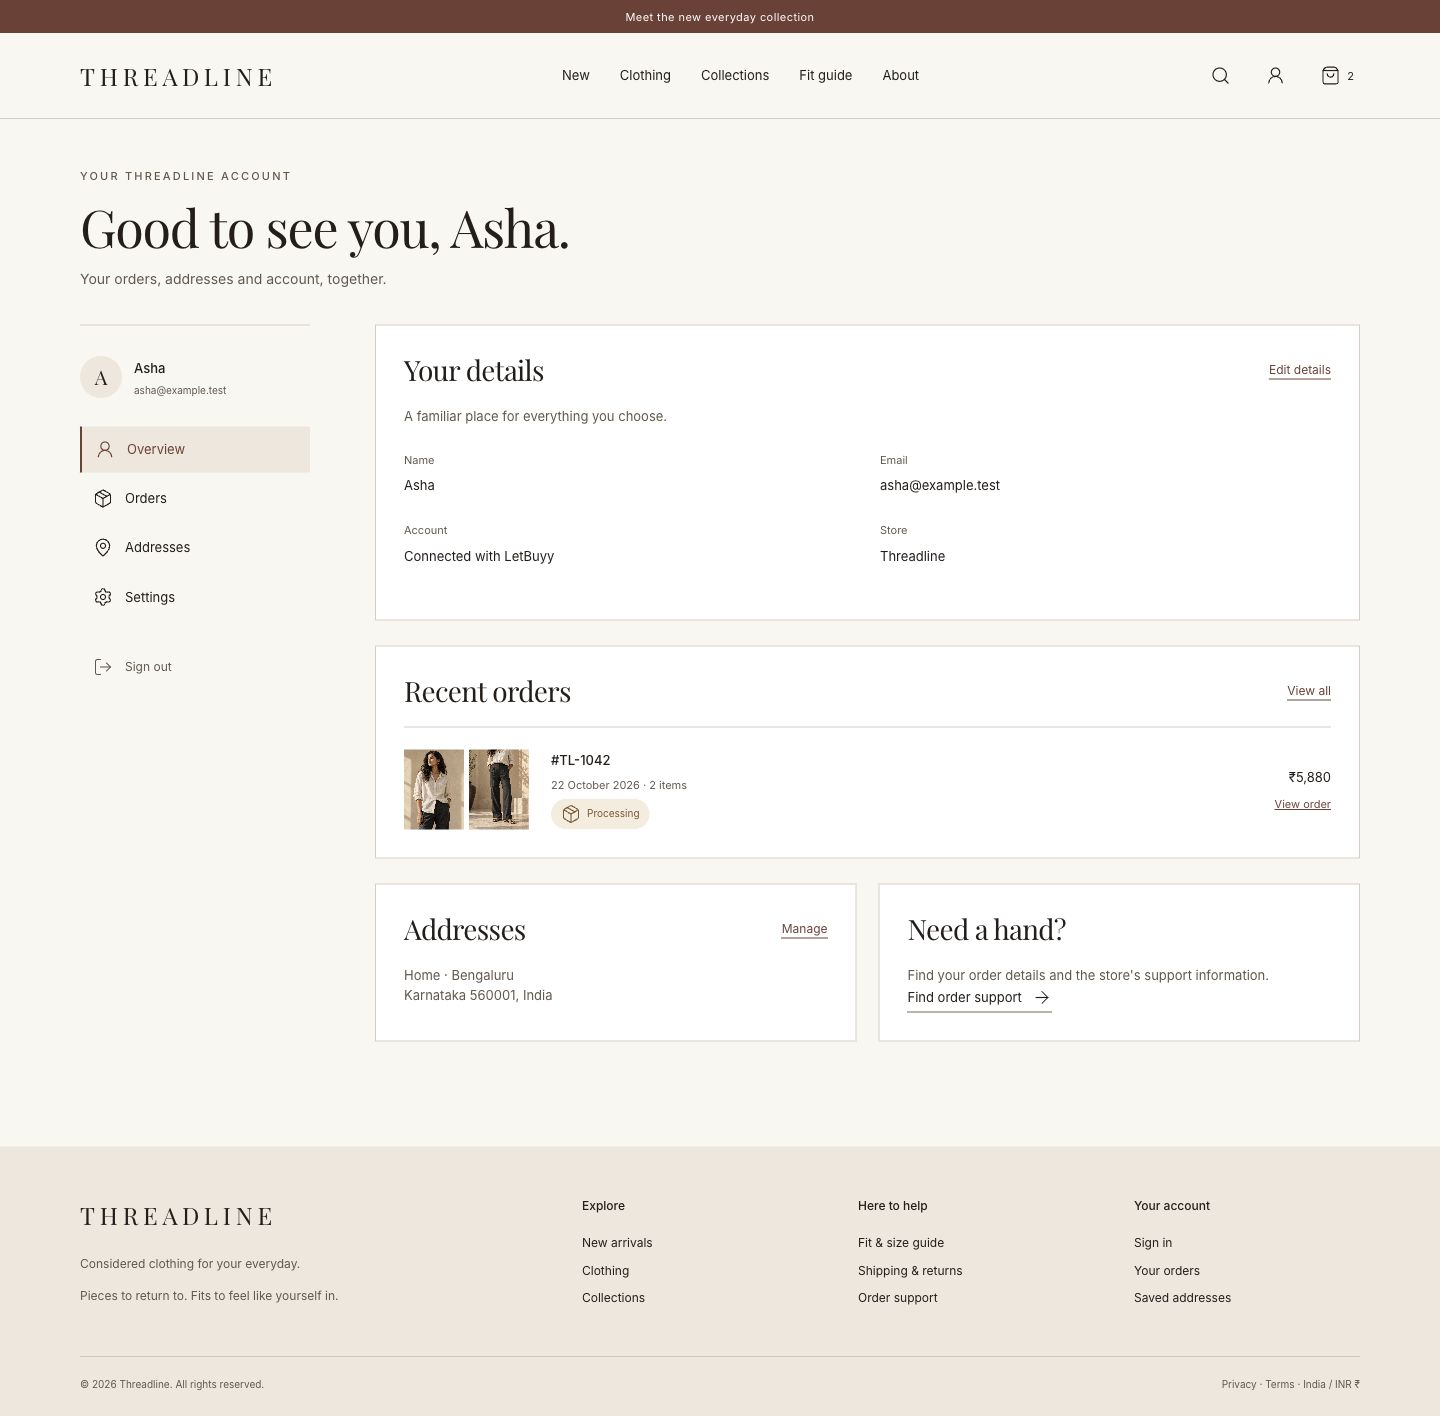 Meet the new everyday collection
THREADLINE
New
Clothing
Collections
Fit guide
About
2
YOUR THREADLINE ACCOUNT
Good to see you, Asha.
Your orders, addresses and account, together.
A
Asha
asha@example.test
Overview
Orders
Addresses
Settings
Sign out
Your details
Edit details
A familiar place for everything you choose.
Name
Asha
Email
asha@example.test
Account
Connected with LetBuyy
Store
Threadline
Recent orders
View all
#TL-1042
22 October 2026 · 2 items
Processing
₹5,880
View order
Addresses
Manage
Home · Bengaluru
Karnataka 560001, India
Need a hand?
Find your order details and the store's support information.
Find order support
THREADLINE
Considered clothing for your everyday.
Pieces to return to. Fits to feel like yourself in.
Explore
New arrivals
Clothing
Collections
Here to help
Fit & size guide
Shipping & returns
Order support
Your account
Sign in
Your orders
Saved addresses
© 2026 Threadline. All rights reserved.
Privacy · Terms · India / INR ₹